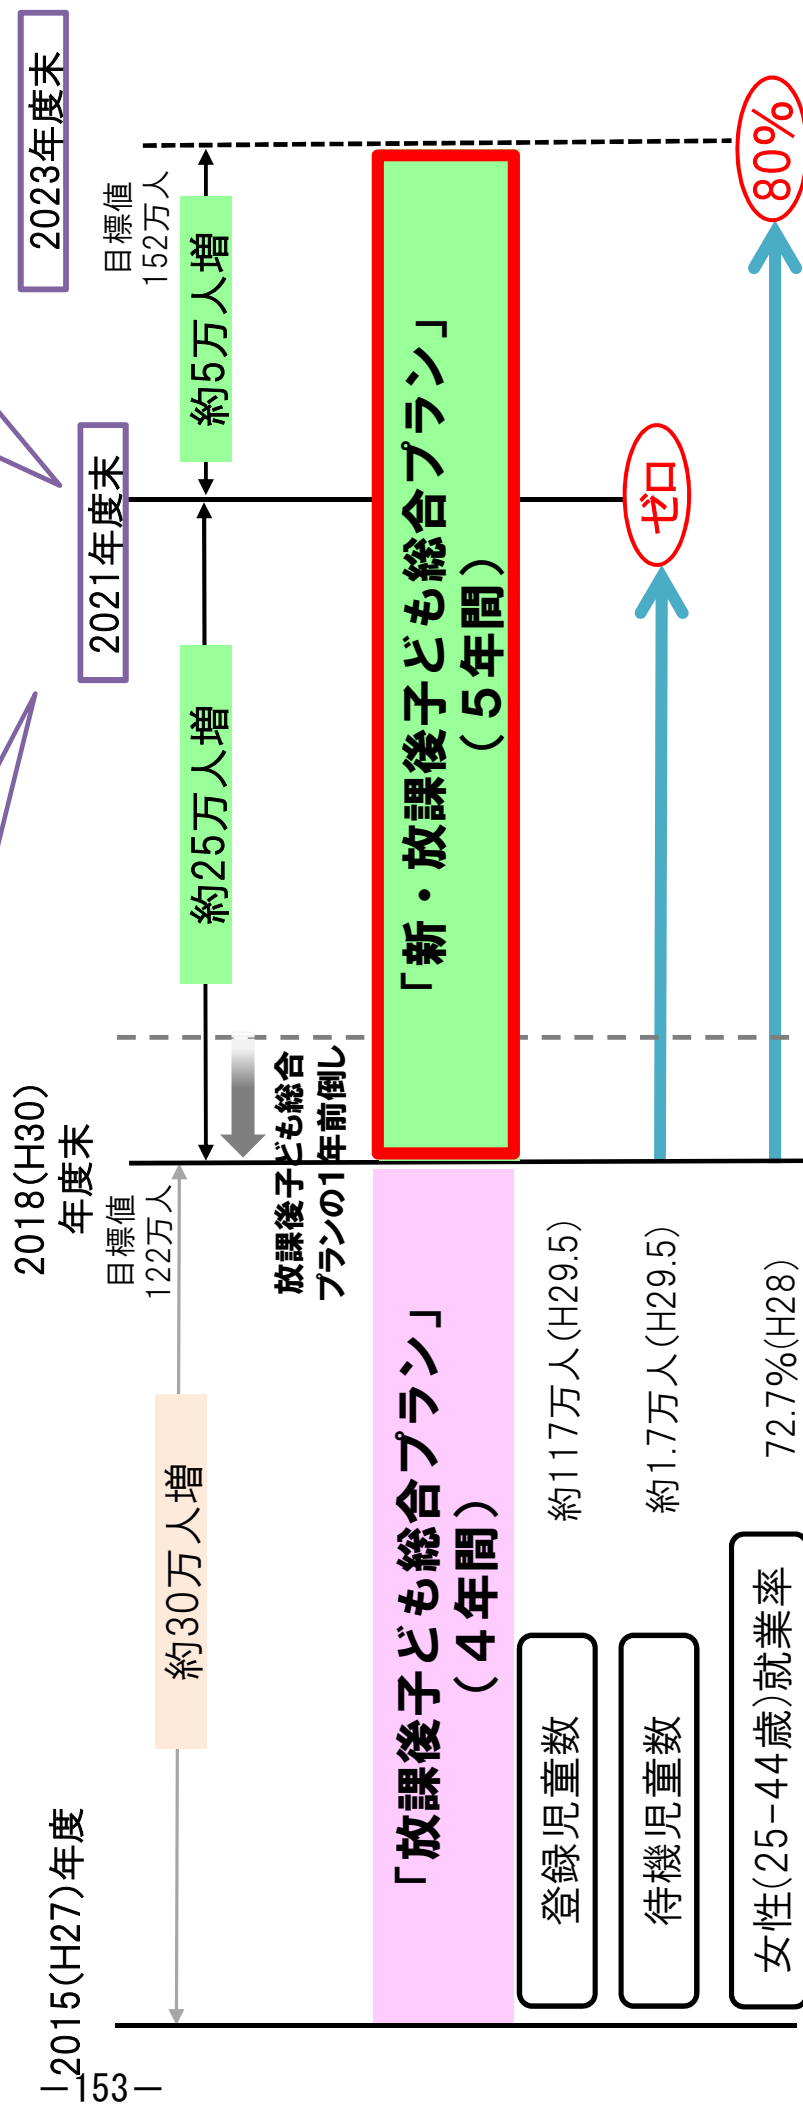 2015(H27)年度
2018(H30)
年度末
2021年度末
2023年度末
目標値
122万人
目標値
152万人
約30万人増
約25万人増
約5万人増
放課後子ども総合
プランの1年前倒し
「放課後子ども総合プラン」
（４年間）
「新・放課後子ども総合プラン」
（５年間）
登録児童数
約117万人(H29.5)
待機児童数
約1.7万人(H29.5)
ゼロ
女性(25-44歳)就業率
72.7%(H28)
80%
－153－